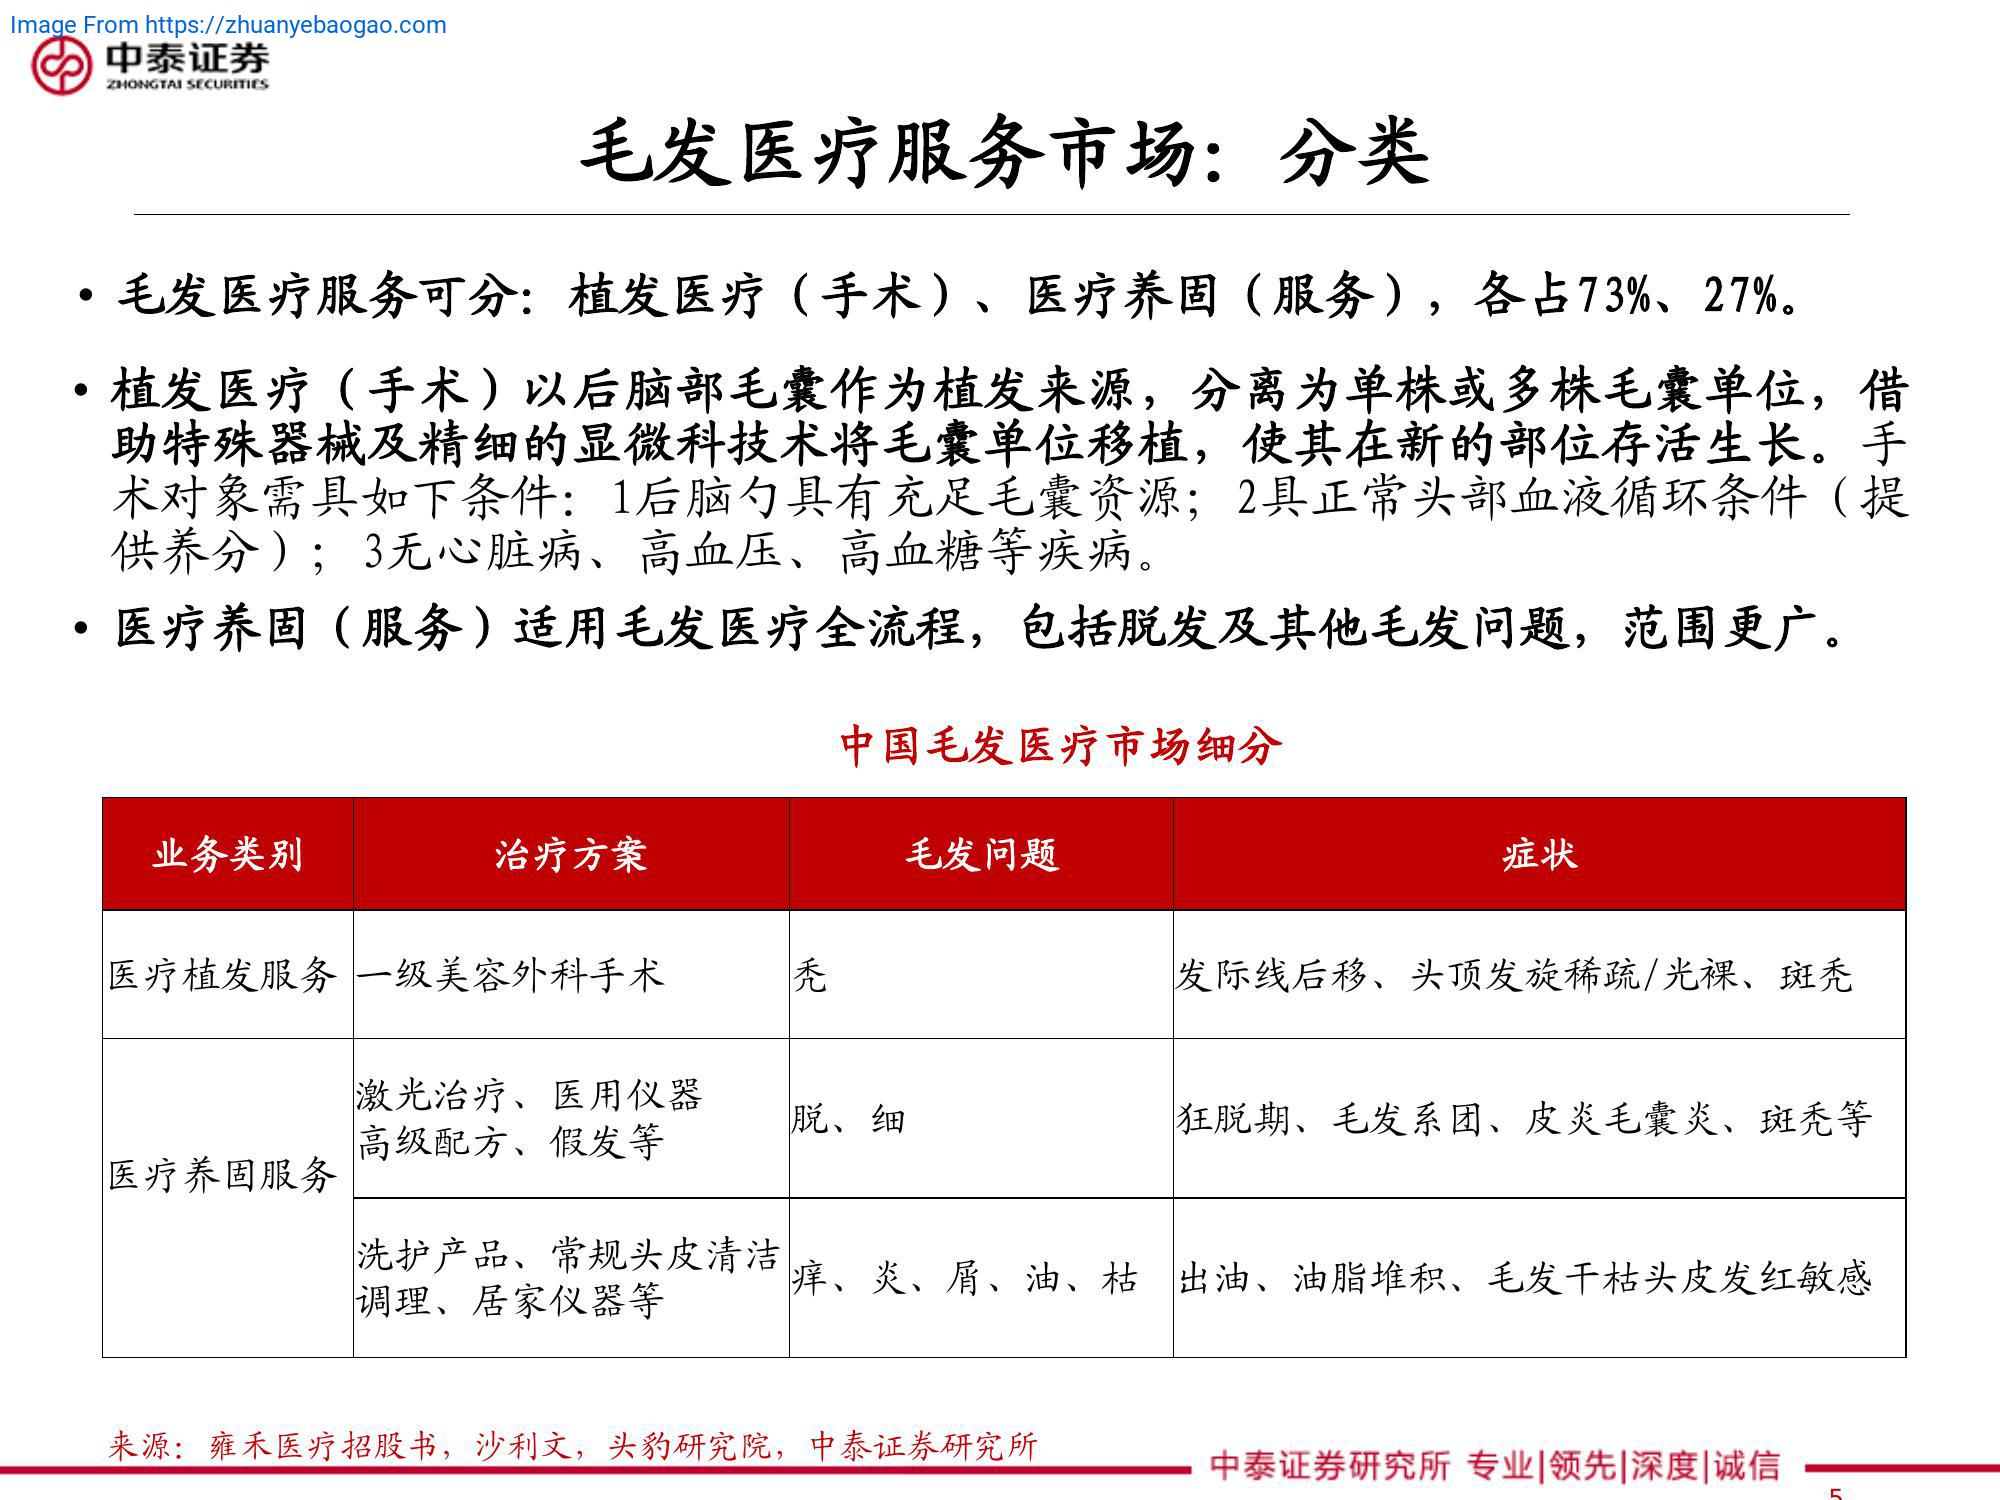 Image From https://zhuanyebaogao.com
中泰证券
ZHONGTAI SECURITIES
毛发医疗服务市场：分类
• 毛发医疗服务可分：植发医疗（手术）、医疗养固（服务），各占73%、27%。
• 植发医疗（手术）以后脑部毛囊作为植发来源，分离为单株或多株毛囊单位，借
助特殊器械及精细的显微科技术将毛囊单位移植，使其在新的部位存活生长。手
术对象需具如下条件：1后脑勺具有充足毛囊资源；2具正常头部血液循环条件（提
供养分）；3无心脏病、高血压、高血糖等疾病。
• 医疗养固（服务）适用毛发医疗全流程，包括脱发及其他毛发问题，范围更广。
中国毛发医疗市场细分
业务类别 治疗方案 毛发问题 症状
医疗植发服务 一级美容外科手术 秃 发际线后移、头顶发旋稀疏/光裸、斑秃
医疗养固服务
激光治疗、医用仪器
高级配方、假发等
脱、细
狂脱期、毛发系团、皮炎毛囊炎、斑秃等
洗护产品、常规头皮清洁
调理、居家仪器等
痒、炎、屑、油、枯
出油、油脂堆积、毛发干枯头皮发红敏感
来源：雍禾医疗招股书，沙利文，头豹研究院，中泰证券研究所
中泰证券研究所 专业|领先|深度|诚信
5